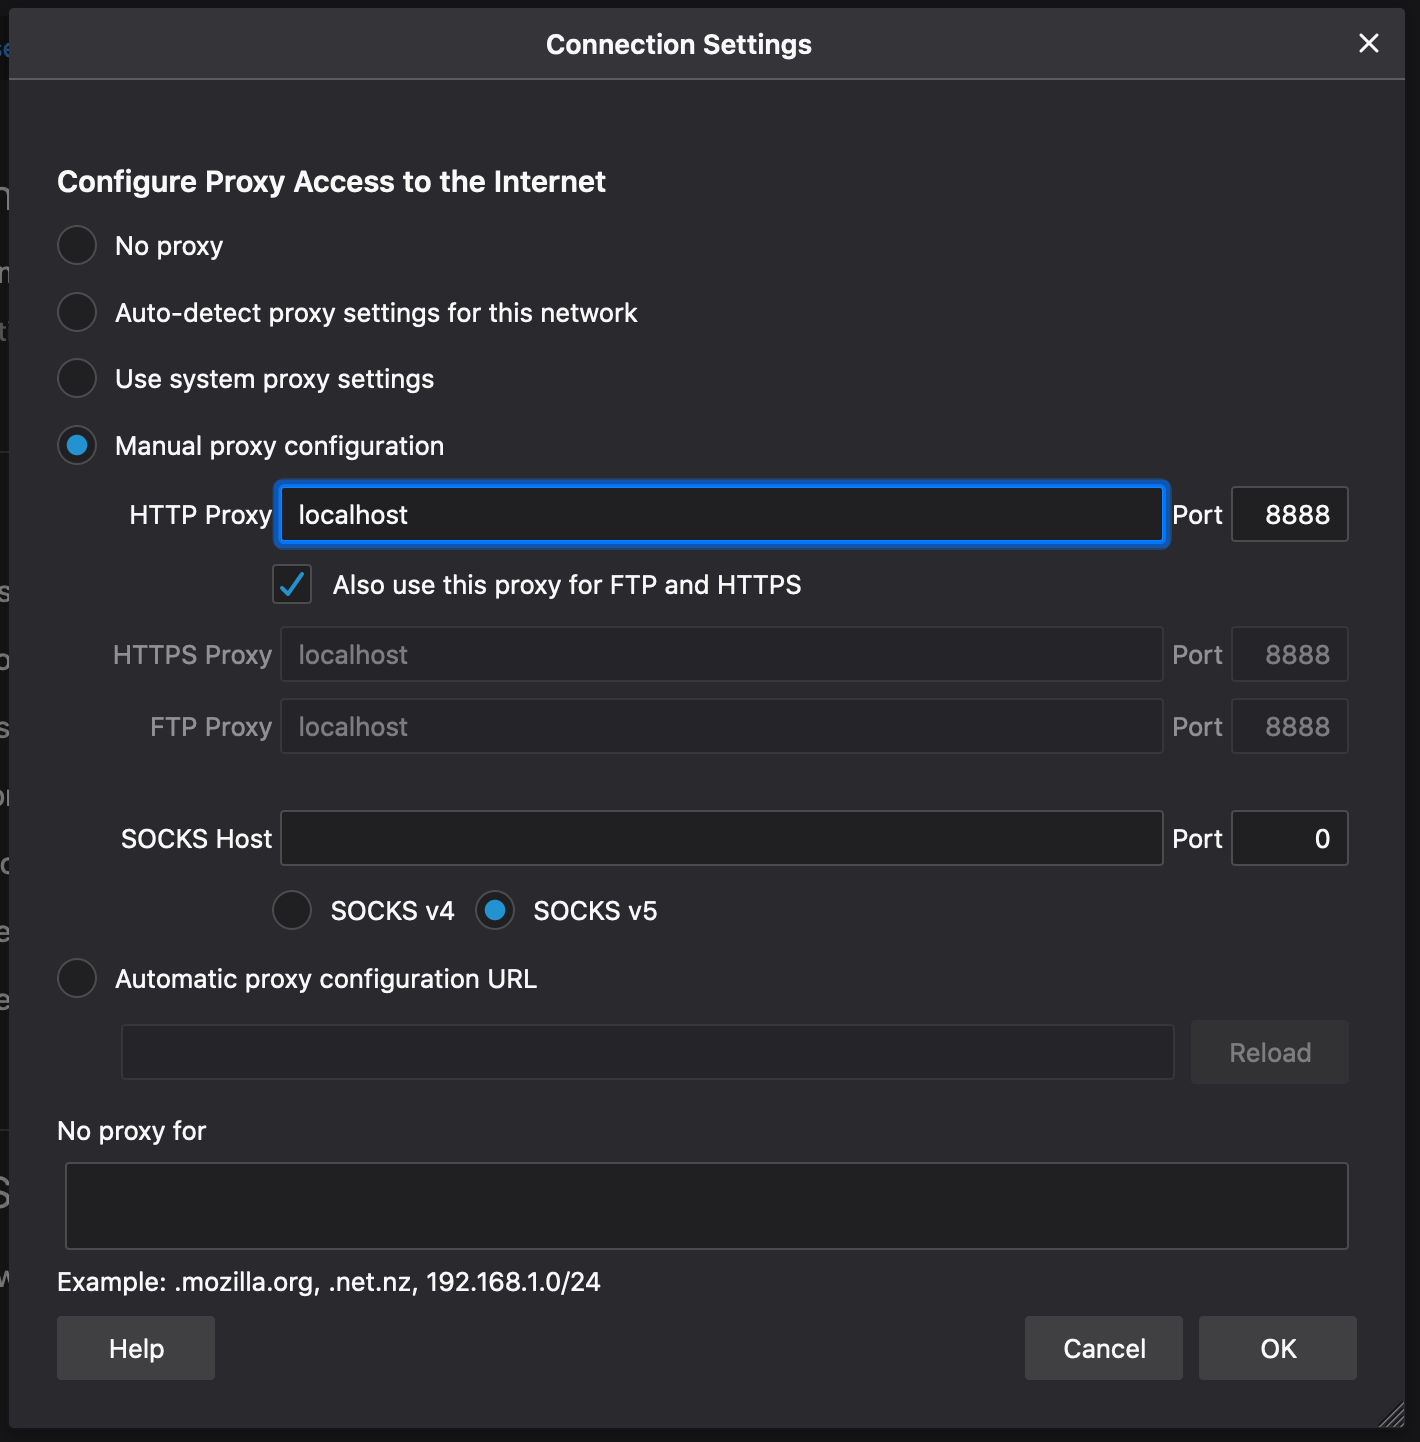 Connection Settings
Configure Proxy Access to the Internet
No proxy
Auto-detect proxy settings for this network
Use system proxy settings
Manual proxy configuration
HTTP Proxy localhost Port 8888
Also use this proxy for FTP and HTTPS
HTTPS Proxy localhost Port 8888
FTP Proxy localhost Port 8888
SOCKS Host Port 0
SOCKS v4 SOCKS v5
Automatic proxy configuration URL
Reload
No proxy for
Example: .mozilla.org, .net.nz, 192.168.1.0/24
Help Cancel OK